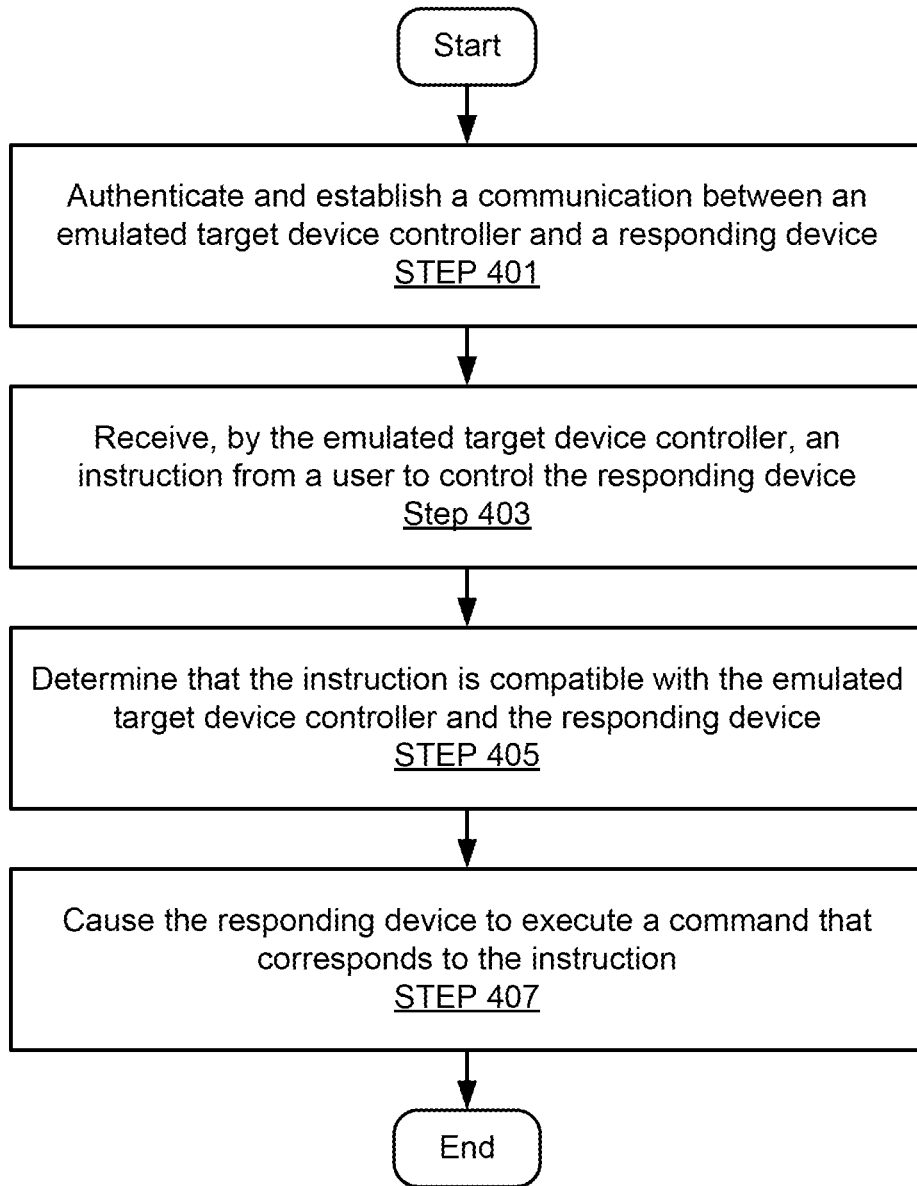 Start
Authenticate and establish a communication between an
emulated target device controller and a responding device
STEP 401
Receive, by the emulated target device controller, an
instruction from a user to control the responding device
Step 403
Determine that the instruction is compatible with the emulated
target device controller and the responding device
STEP 405
Cause the responding device to execute a command that
corresponds to the instruction
STEP 407
End